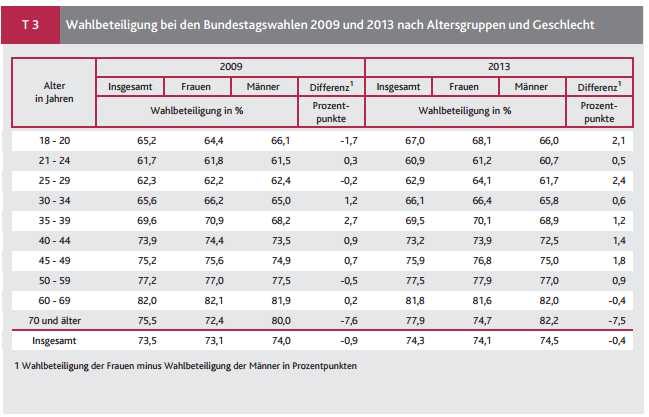 T 3 Wahlbeteiligung bei den Bundestagswahlen 2009 und 2013 nach Altersgruppen und Geschlecht
2009 2013
Alter in Jahren Insgesamt Frauen Männer Differenz¹ Insgesamt Frauen Männer Differenz¹
Wahlbeteiligung in % Prozent-punkte Wahlbeteiligung in % Prozent-punkte
18 - 20 65,2 64,4 66,1 -1,7 67,0 68,1 66,0 2,1
21 - 24 61,7 61,8 61,5 0,3 60,9 61,2 60,7 0,5
25 - 29 62,3 62,2 62,4 -0,2 62,9 64,1 61,7 2,4
30 - 34 65,6 66,2 65,0 1,2 66,1 66,4 65,8 0,6
35 - 39 69,6 70,9 68,2 2,7 69,5 70,1 68,9 1,2
40 - 44 73,9 74,4 73,5 0,9 73,2 73,9 72,5 1,4
45 - 49 75,2 75,6 74,9 0,7 75,9 76,8 75,0 1,8
50 - 59 77,2 77,0 77,5 -0,5 77,5 77,9 77,0 0,9
60 - 69 82,0 82,1 81,9 0,2 81,8 81,6 82,0 -0,4
70 und älter 75,5 72,4 80,0 -7,6 77,9 74,7 82,2 -7,5
Insgesamt 73,5 73,1 74,0 -0,9 74,3 74,1 74,5 -0,4
1 Wahlbeteiligung der Frauen minus Wahlbeteiligung der Männer in Prozentpunkten